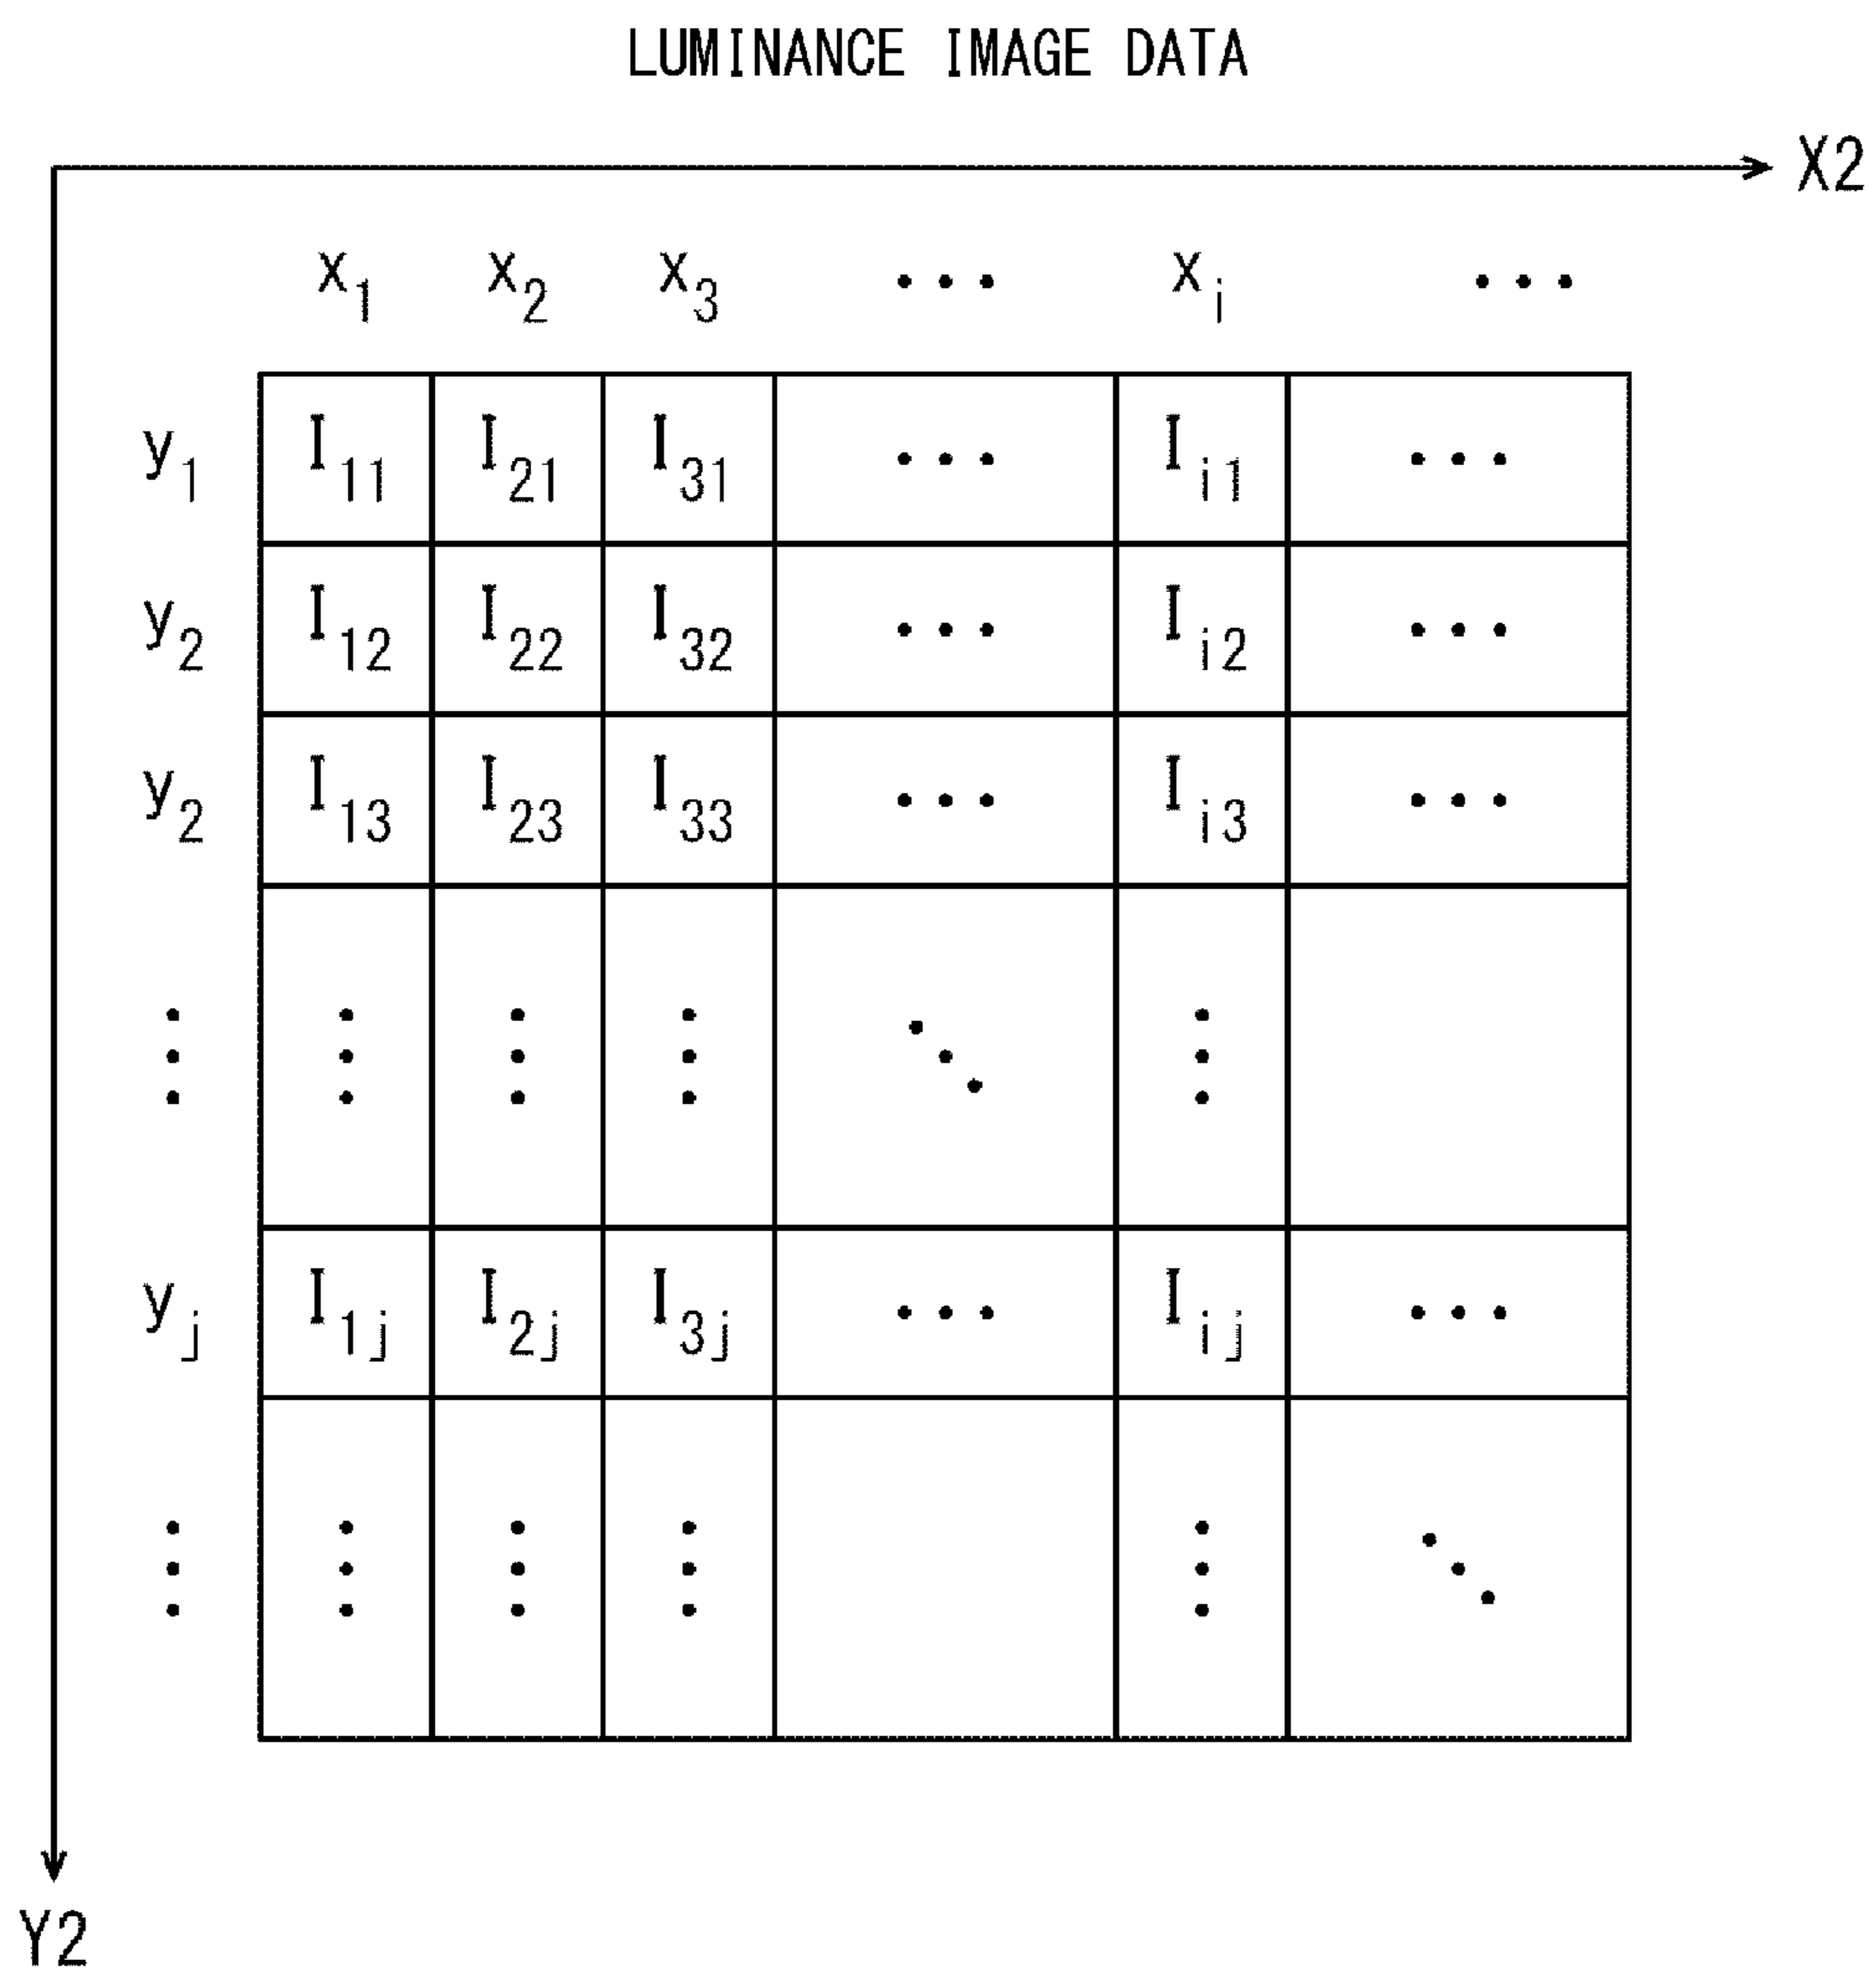 LUMINANCE IMAGE DATA
X2
x1 x2 x3 ... xi ...
y1 I11 I21 I31 ... Ii1 ...
y2 I12 I22 I32 ... Ii2 ...
y2 I13 I23 I33 ... Ii3 ...
yj I1j I2j I3j ... Iij ...
Y2